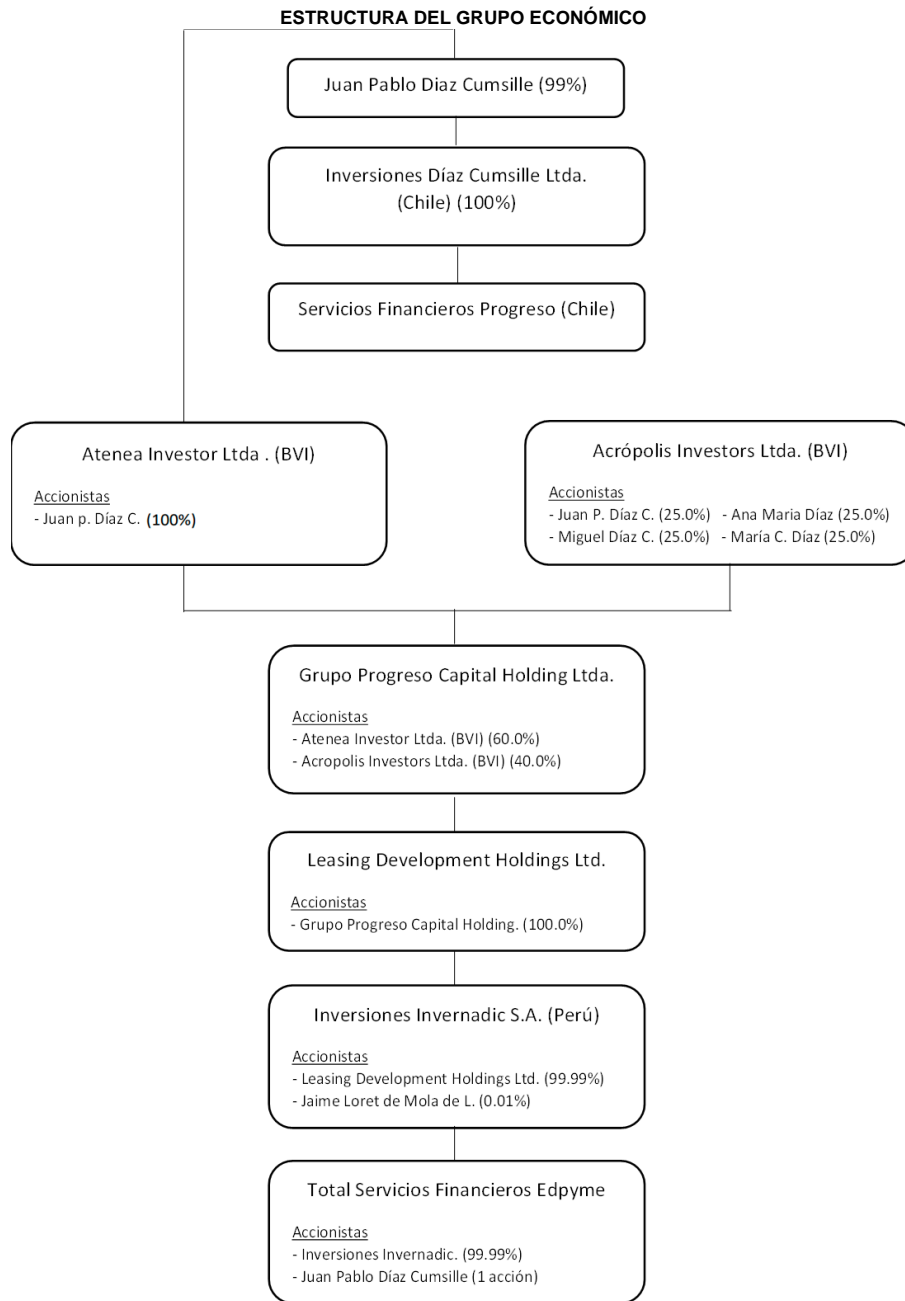 ESTRUCTURA DEL GRUPO ECONÓMICO
Juan Pablo Diaz Cumsille (99%)
Inversiones Díaz Cumsille Ltda.
(Chile) (100%)
Servicios Financieros Progreso (Chile)
Atenea Investor Ltda . (BVI)
Accionistas
- Juan p. Díaz C. (100%)
Acrópolis Investors Ltda. (BVI)
Accionistas
- Juan P. Díaz C. (25.0%) - Ana Maria Díaz (25.0%)
- Miguel Díaz C. (25.0%) - María C. Díaz (25.0%)
Grupo Progreso Capital Holding Ltda.
Accionistas
- Atenea Investor Ltda. (BVI) (60.0%)
- Acropolis Investors Ltda. (BVI) (40.0%)
Leasing Development Holdings Ltd.
Accionistas
- Grupo Progreso Capital Holding. (100.0%)
Inversiones Invernadic S.A. (Perú)
Accionistas
- Leasing Development Holdings Ltd. (99.99%)
- Jaime Loret de Mola de L. (0.01%)
Total Servicios Financieros Edpyme
Accionistas
- Inversiones Invernadic. (99.99%)
- Juan Pablo Díaz Cumsille (1 acción)